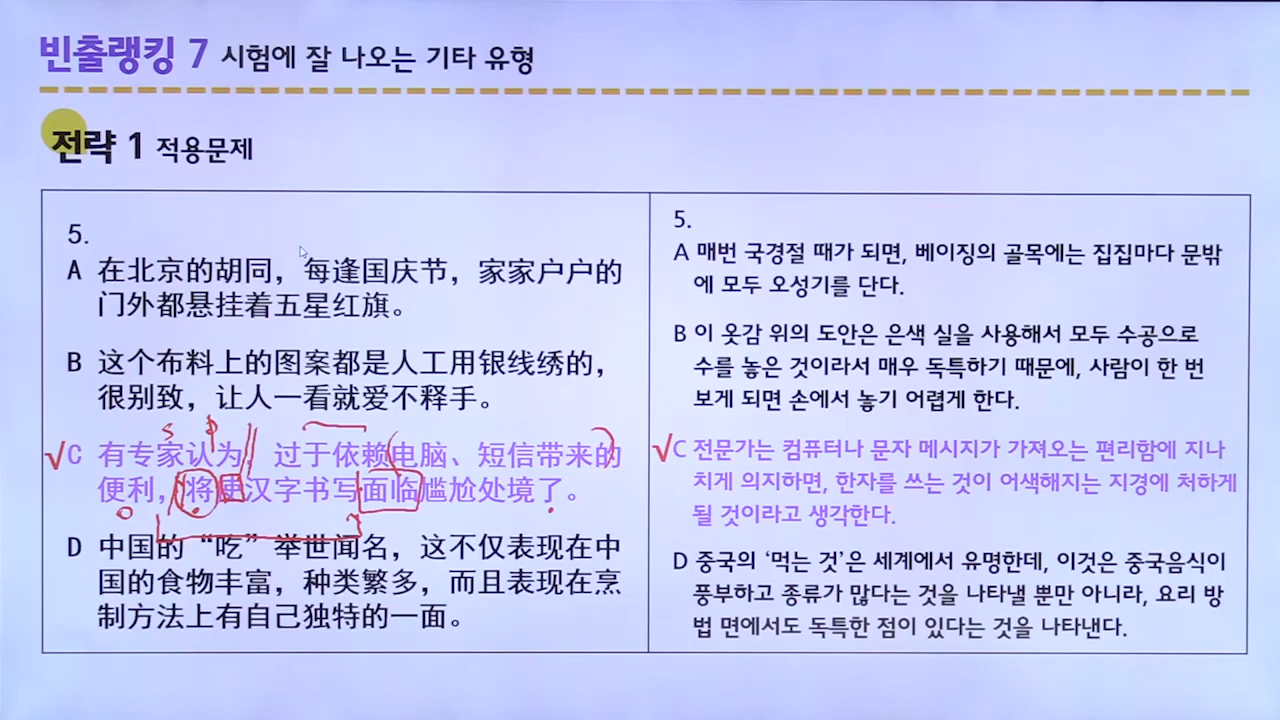 빈출랭킹 7 시험에 잘 나오는 기타 유형
전략 1 적용문제
5.
A 在北京的胡同，每逢国庆节，家家户户的
门外都悬挂着五星红旗。
B 这个布料上的图案都是人工用银线绣的，
很别致，让人一看就爱不释手。
C 有专家认为，过于依赖电脑、短信带来的
便利，将使汉字书写面临尴尬处境了。
D 中国的“吃”举世闻名，这不仅表现在中
国的食物丰富，种类繁多，而且表现在烹
制方法上有自己独特的一面。
5.
A 매번 국경절 때가 되면, 베이징의 골목에는 집집마다 문밖
에 모두 오성기를 단다.
B 이 옷감 위의 도안은 은색 실을 사용해서 모두 수공으로
수를 놓은 것이라서 매우 독특하기 때문에, 사람이 한 번
보게 되면 손에서 놓기 어렵게 한다.
C 전문가는 컴퓨터나 문자 메시지가 가져오는 편리함에 지나
치게 의지하면, 한자를 쓰는 것이 어색해지는 지경에 처하게
될 것이라고 생각한다.
D 중국의 ‘먹는 것’은 세계에서 유명한데, 이것은 중국음식이
풍부하고 종류가 많다는 것을 나타낼 뿐만 아니라, 요리 방
법 면에서도 독특한 점이 있다는 것을 나타낸다.